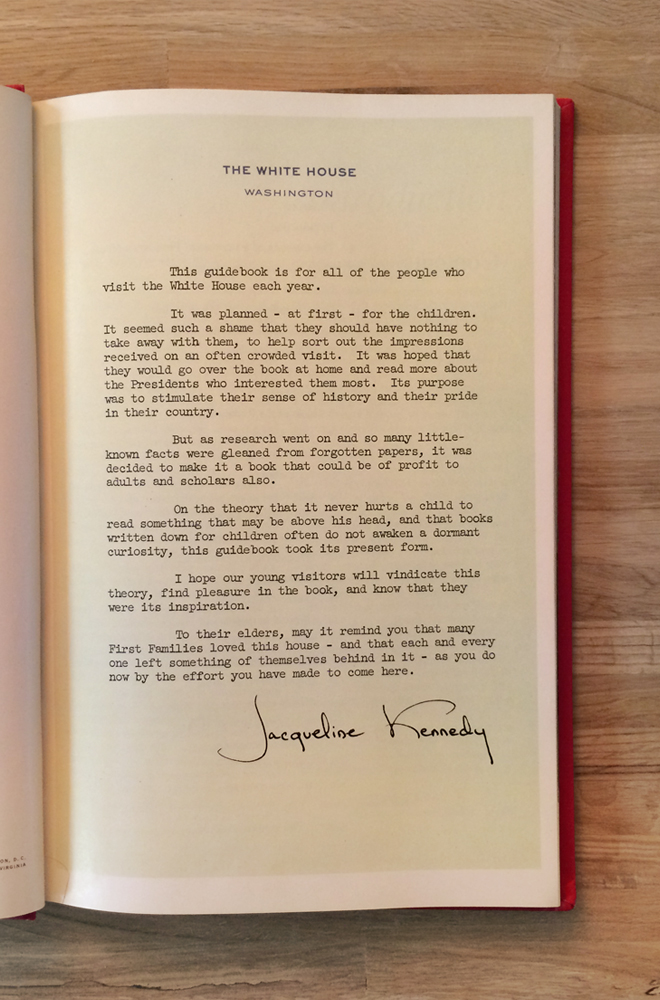 THE WHITE HOUSE
WASHINGTON
This guidebook is for all of the people who
visit the White House each year.
It was planned - at first - for the children.
It seemed such a shame that they should have nothing to
take away with them, to help sort out the impressions
received on an often crowded visit. It was hoped that
they would go over the book at home and read more about
the Presidents who interested them most. Its purpose
was to stimulate their sense of history and their pride
in their country.
But as research went on and so many little-
known facts were gleaned from forgotten papers, it was
decided to make it a book that could be of profit to
adults and scholars also.
On the theory that it never hurts a child to
read something that may be above his head, and that books
written down for children often do not awaken a dormant
curiosity, this guidebook took its present form.
I hope our young visitors will vindicate this
theory, find pleasure in the book, and know that they
were its inspiration.
To their elders, may it remind you that many
First Families loved this house - and that each and every
one left something of themselves behind in it - as you do
now by the effort you have made to come here.
Jacqueline Kennedy
D. C.
VIRGINIA